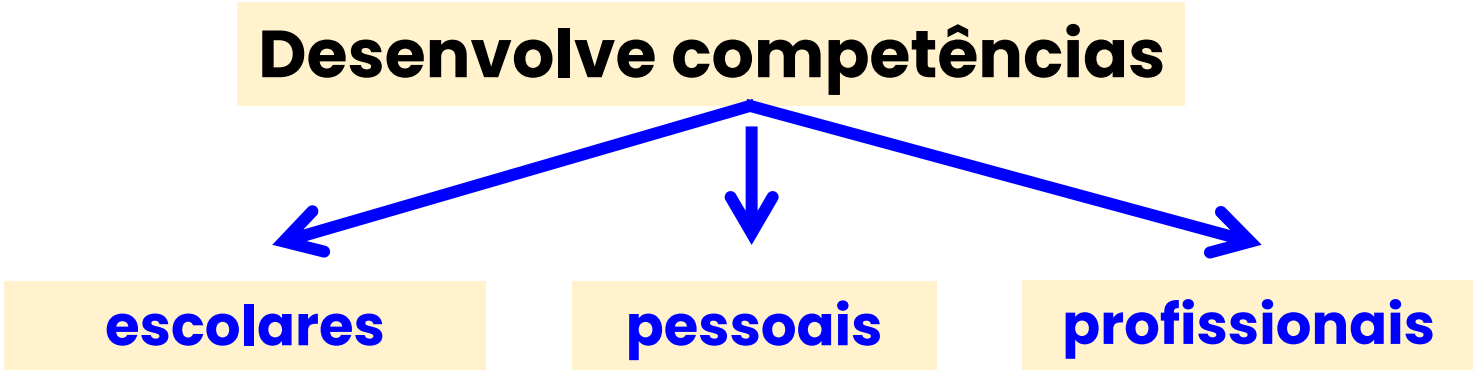 Desenvolve competências
escolares
pessoais
profissionais